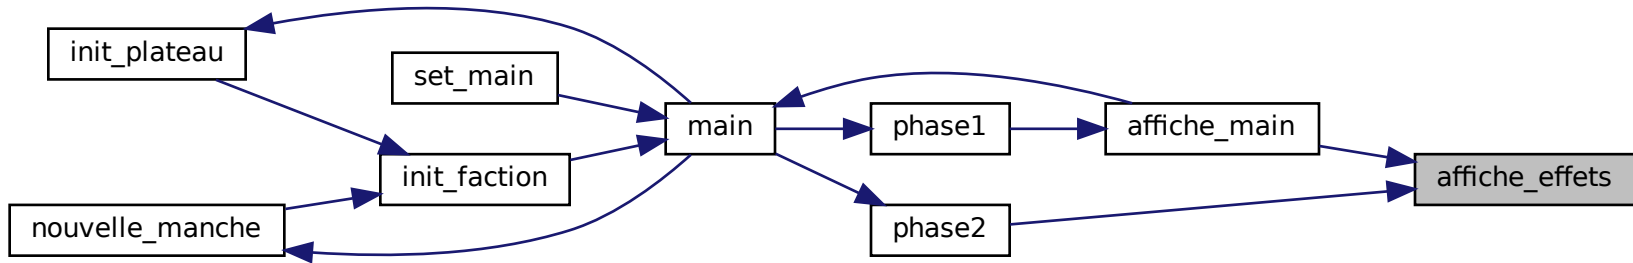 init_plateau
set_main
main
phase1
affiche_main
init_faction
affiche_effets
nouvelle_manche
phase2